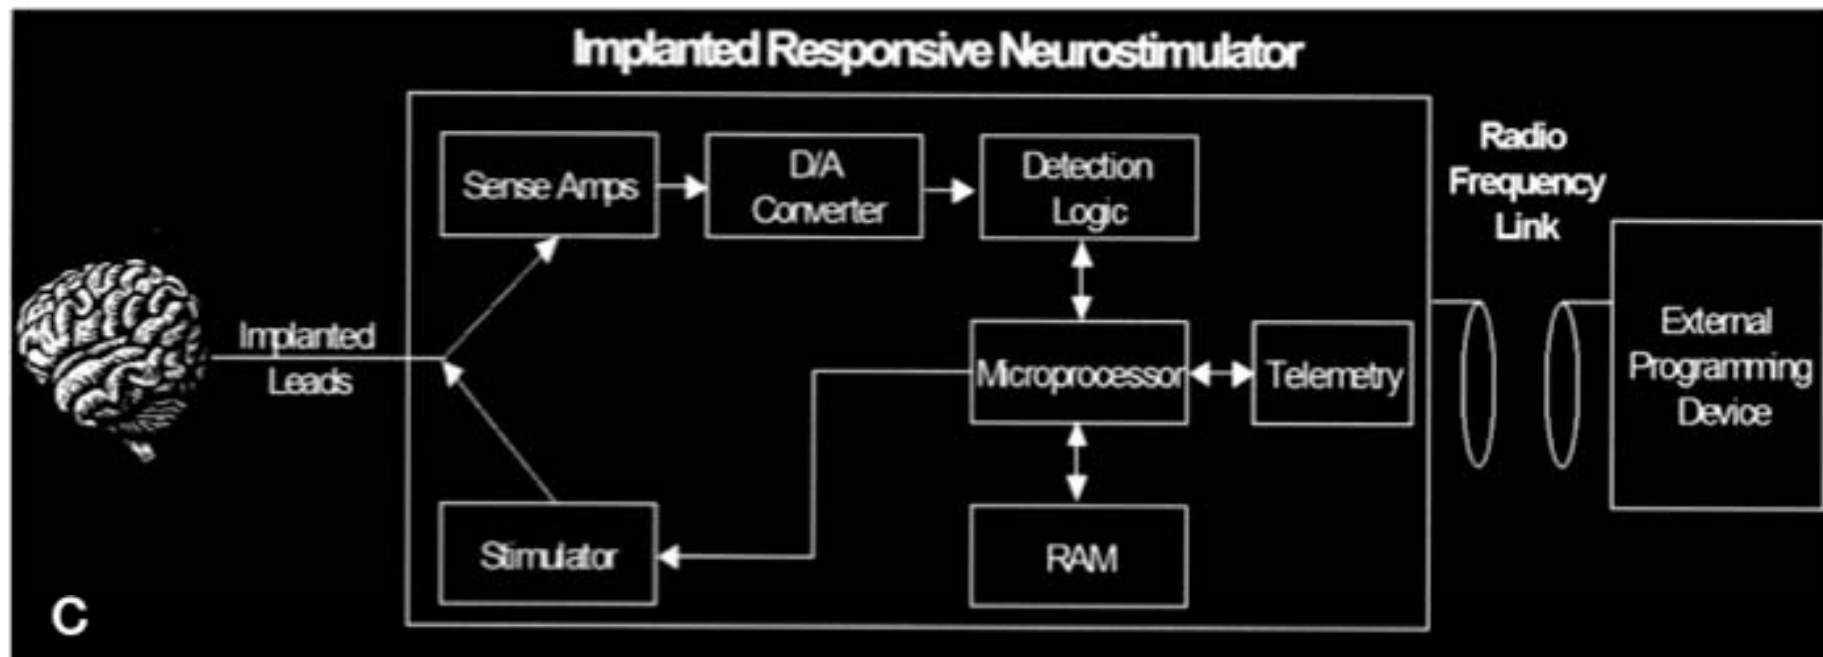 Implanted Responsive Neurostimulator
Sense Amps
D/A
Converter
Detection
Logic
Radio
Frequency
Link
Implanted
Leads
Microprocessor
Telemetry
External
Programming
Device
Stimulator
RAM
C